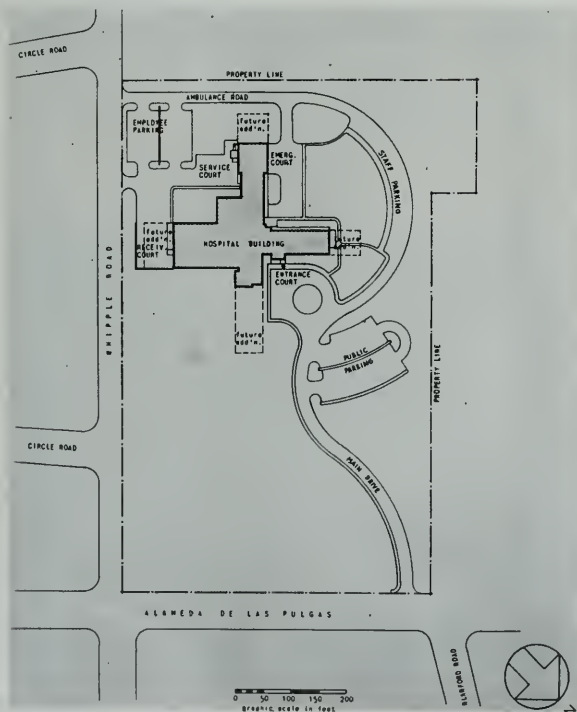 CIRCLE ROAD
PROPERTY LINE
AMBULANCE ROAD
EMPLOYEE
PARKING
future
add'n.
SERVICE
COURT
EMERG.
COURT
STAFF PARKING
future
add'n.
RECEIV.
COURT
HOSPITAL BUILDING
future
add'n.
ENTRANCE
COURT
WHIPPLE ROAD
future
add'n.
PUBLIC
PARKING
PROPERTY LINE
CIRCLE ROAD
MAIN DRIVE
ALAMEDA DE LAS PULGAS
ROAD
0 50 100 150 200
graphic scale in feet